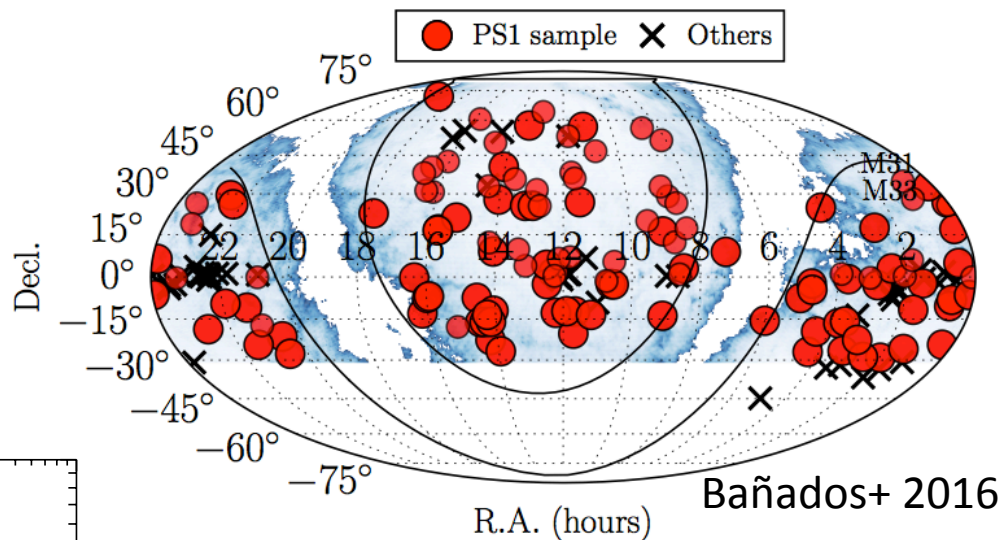 PS1 sample × Others
75°
60°
45°
30°
15°
0°
−15°
−30°
−45°
−60°
−75°
Decl.
M31
M33
22 20 18 16 14 12 10 8 6 4 2
R.A. (hours)
Bañados+ 2016